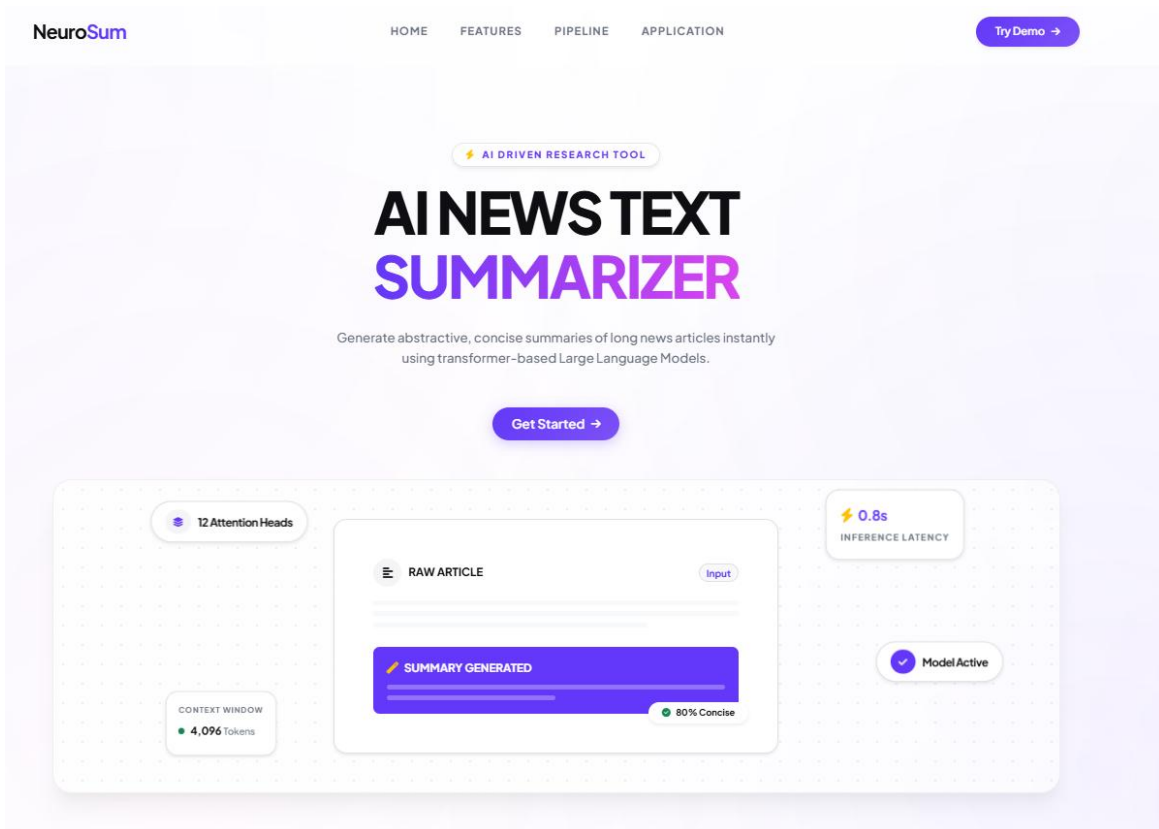 NeuroSum
HOME FEATURES PIPELINE APPLICATION
Try Demo →
⚡ AI DRIVEN RESEARCH TOOL
AI NEWS TEXT
SUMMARIZER
Generate abstractive, concise summaries of long news articles instantly
using transformer-based Large Language Models.
Get Started →
12 Attention Heads
⚡ 0.8s
INFERENCE LATENCY
RAW ARTICLE
Input
SUMMARY GENERATED
80% Concise
Model Active
CONTEXT WINDOW
4,096 Tokens